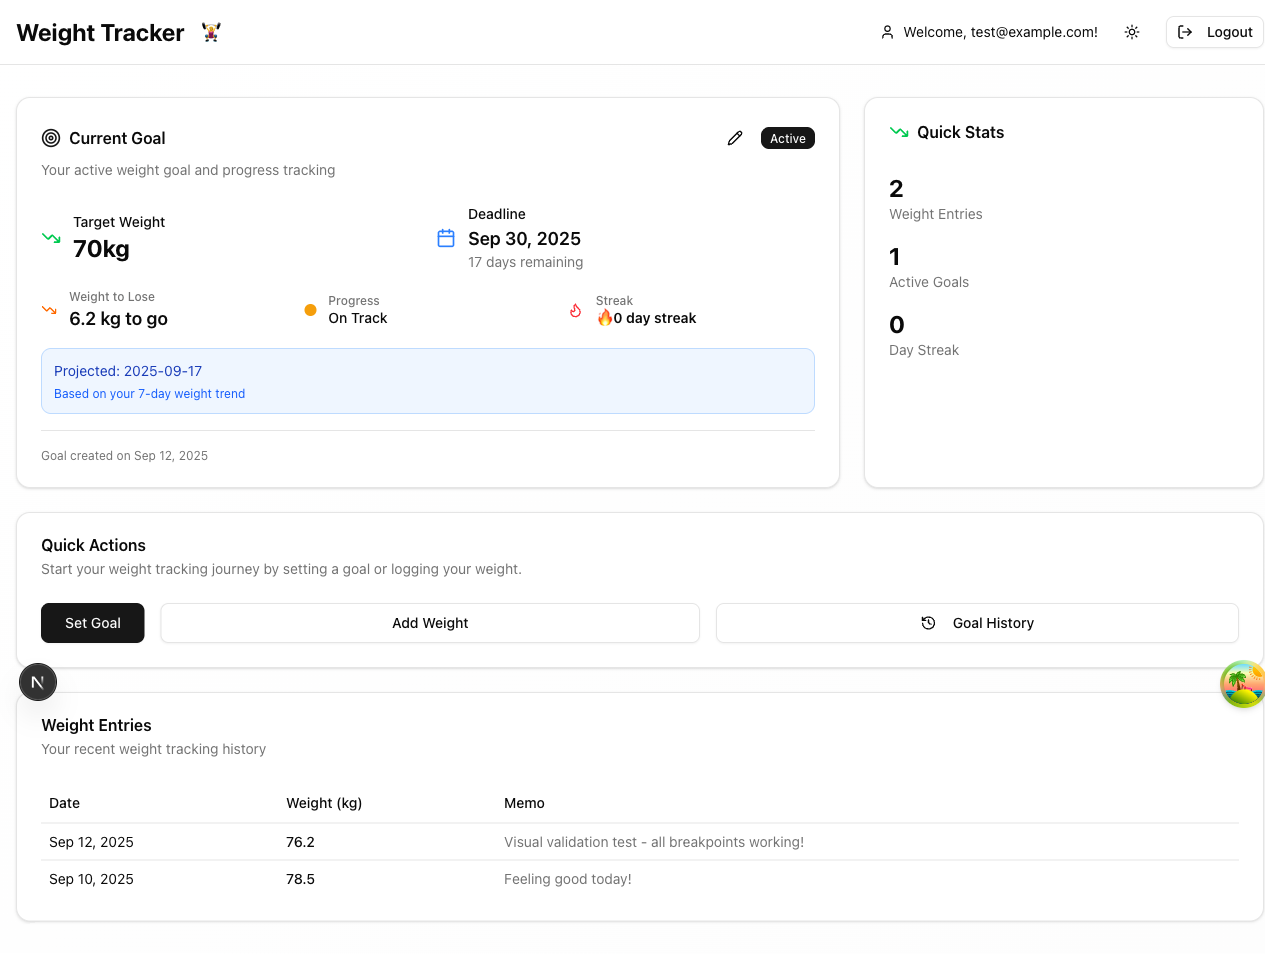 Weight Tracker
Welcome, test@example.com!
Logout
Current Goal
Active
Your active weight goal and progress tracking
Target Weight
70kg
Deadline
Sep 30, 2025
17 days remaining
Weight to Lose
6.2 kg to go
Progress
On Track
Streak
🔥0 day streak
Projected: 2025-09-17
Based on your 7-day weight trend
Goal created on Sep 12, 2025
Quick Stats
2
Weight Entries
1
Active Goals
0
Day Streak
Quick Actions
Start your weight tracking journey by setting a goal or logging your weight.
Set Goal
Add Weight
Goal History
N
Weight Entries
Your recent weight tracking history
Date Weight (kg) Memo
Sep 12, 2025 76.2 Visual validation test - all breakpoints working!
Sep 10, 2025 78.5 Feeling good today!